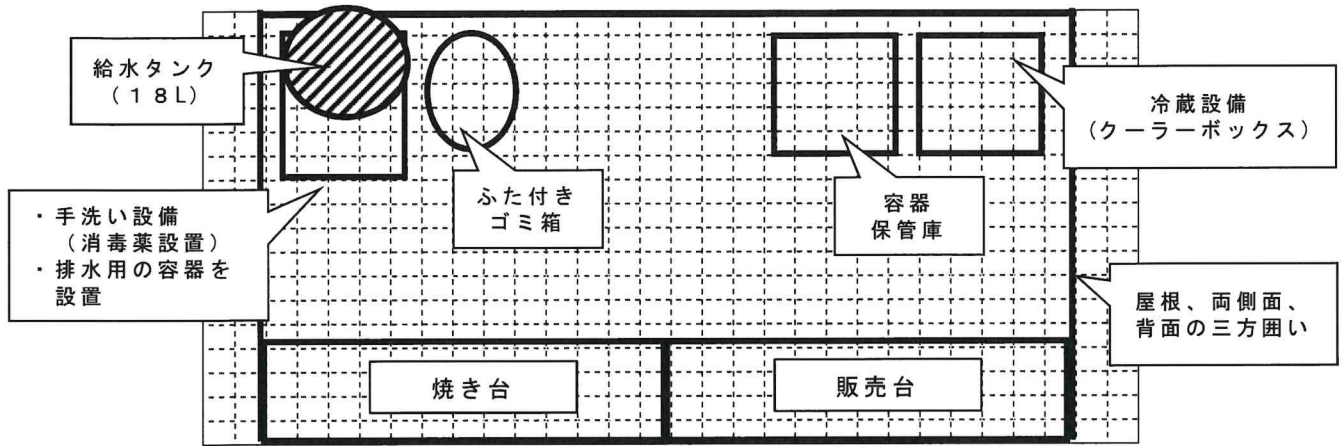 給水タンク
（１８L）
・手洗い設備
（消毒薬設置）
・排水用の容器を
設置
ふた付き
ゴミ箱
容器
保管庫
冷蔵設備
（クーラーボックス）
屋根、両側面、
背面の三方囲い
焼き台
販売台